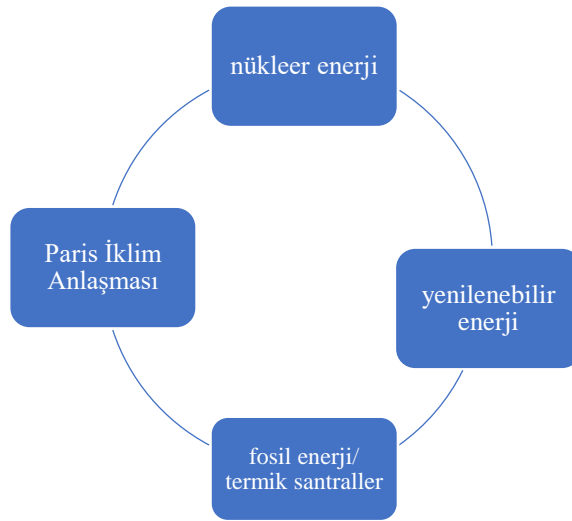 nükleer enerji
Paris İklim
Anlaşması
yenilenebilir
enerji
fosil enerji/
termik santraller